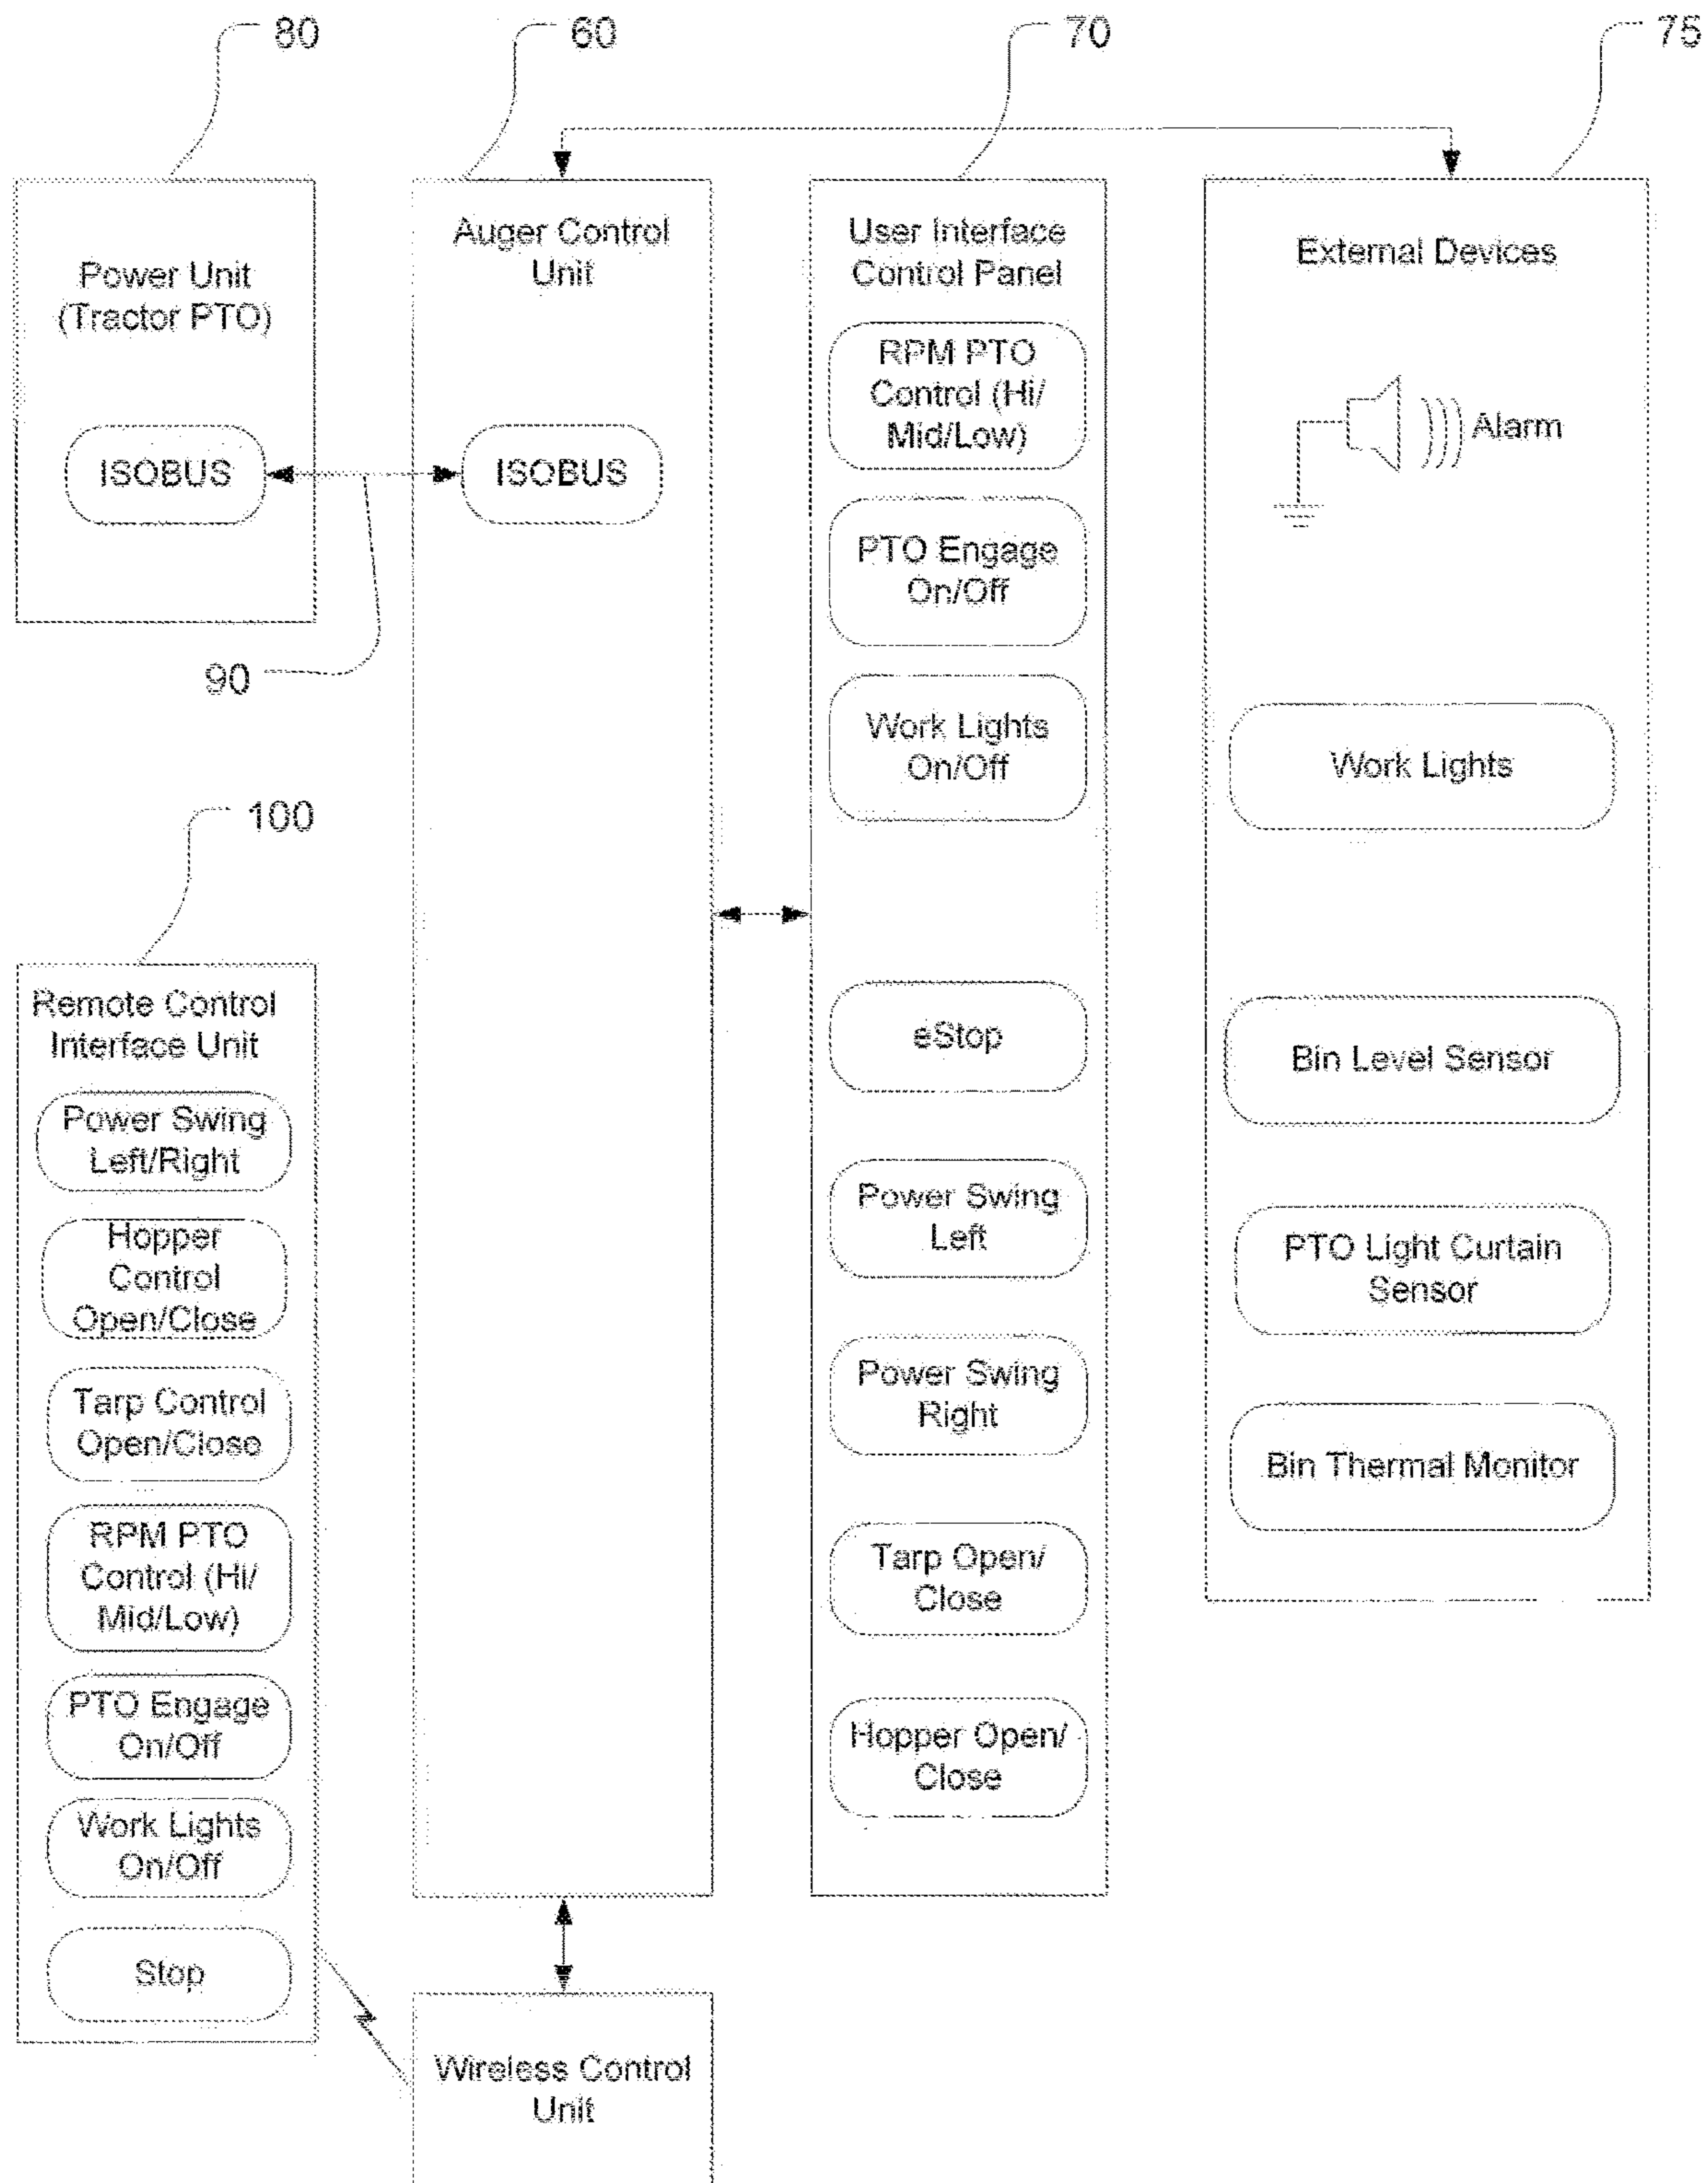 80
60
70
75
Power Unit
(Tractor PTO)
ISOBUS
90
Auger Control
Unit
ISOBUS
User Interface
Control Panel
RPM PTO
Control (Hi/
Mid/Low)
PTO Engage
On/Off
Work Lights
On/Off
eStop
Power Swing
Left
Power Swing
Right
Tarp Open/
Close
Hopper Open/
Close
External Devices
Alarm
Work Lights
Bin Level Sensor
PTO Light Curtain
Sensor
Bin Thermal Monitor
100
Remote Control
Interface Unit
Power Swing
Left/Right
Hopper
Control
Open/Close
Tarp Control
Open/Close
RPM PTO
Control (Hi/
Mid/Low)
PTO Engage
On/Off
Work Lights
On/Off
Stop
Wireless Control
Unit